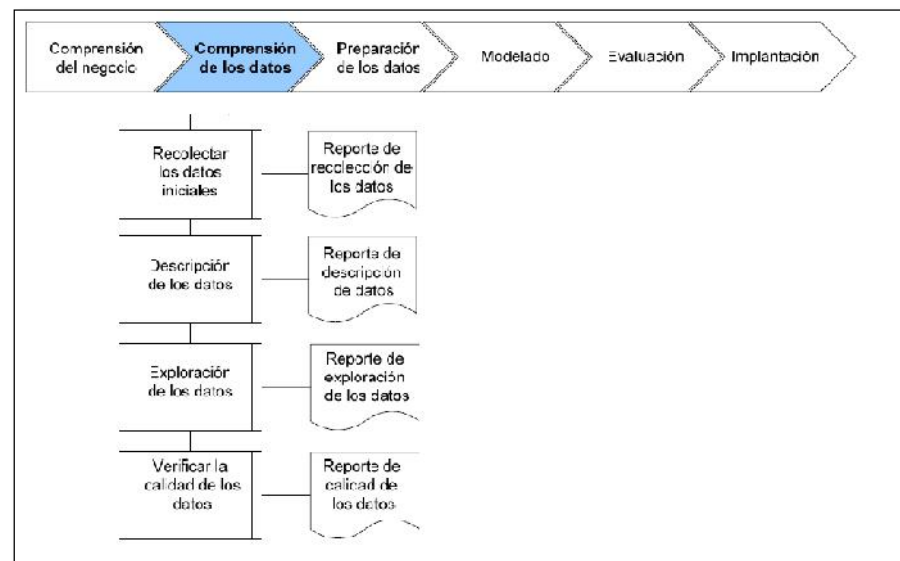 Comprensión
del negocio
Comprensión
de los datos
Preparación
de los datos
Modelado
Evaluación
Implantación
Recolectar
los datos
iniciales
Reporte de
recolección de
los datos
Descripción
de los datos
Reporte de
descripción
de datos
Exploración
de los datos
Reporte de
exploración
de los datos
Verificar la
calidad de los
datos
Reporte de
calidad de
los datos